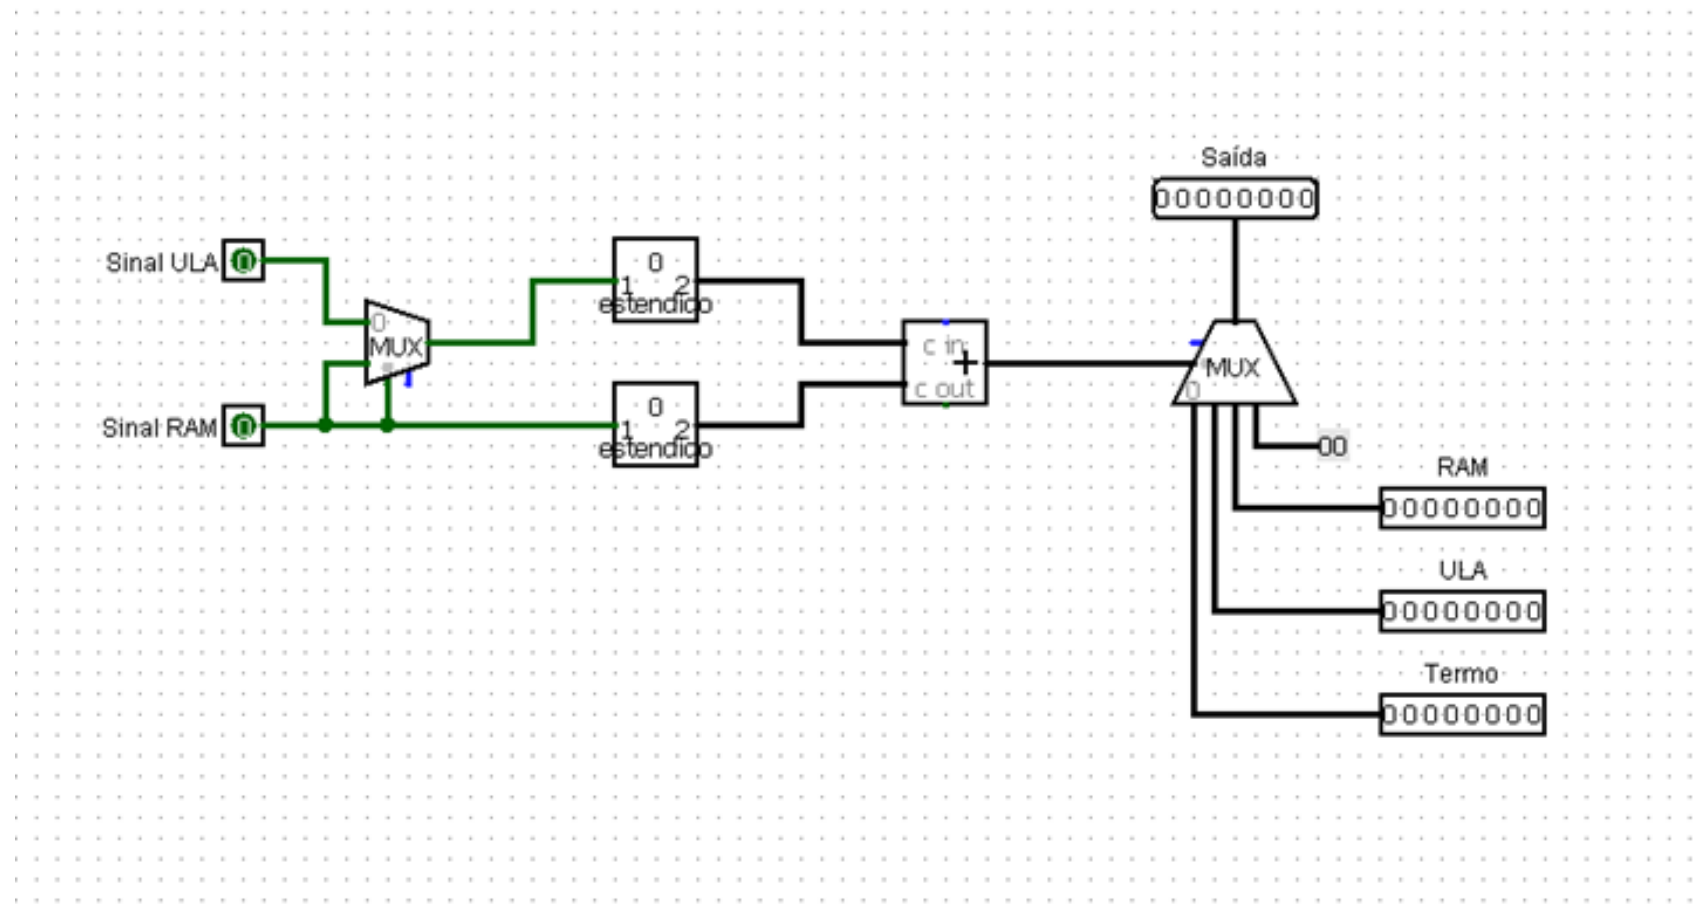 Saída
00000000
Sinal ULA 0
0
1 2
estendido
0
MUX
Sinal RAM 0
0
1 2
estendido
c in
+
c out
MUX
0
00
RAM
00000000
ULA
00000000
Termo
00000000